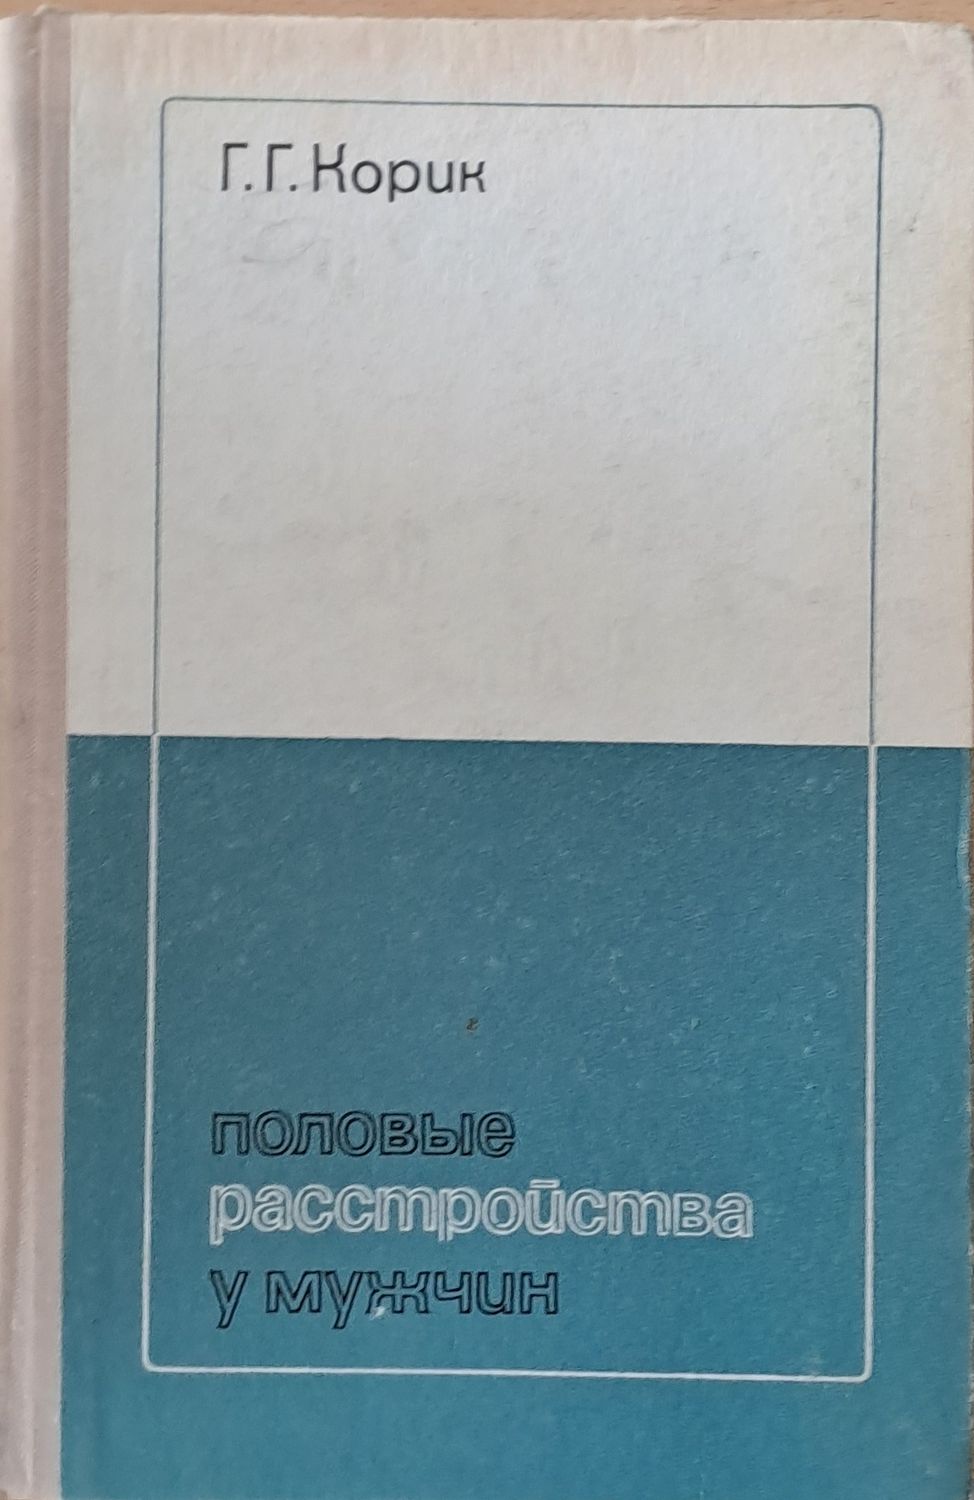 Г.Г.Корик
половые
расстройства
у мужчин